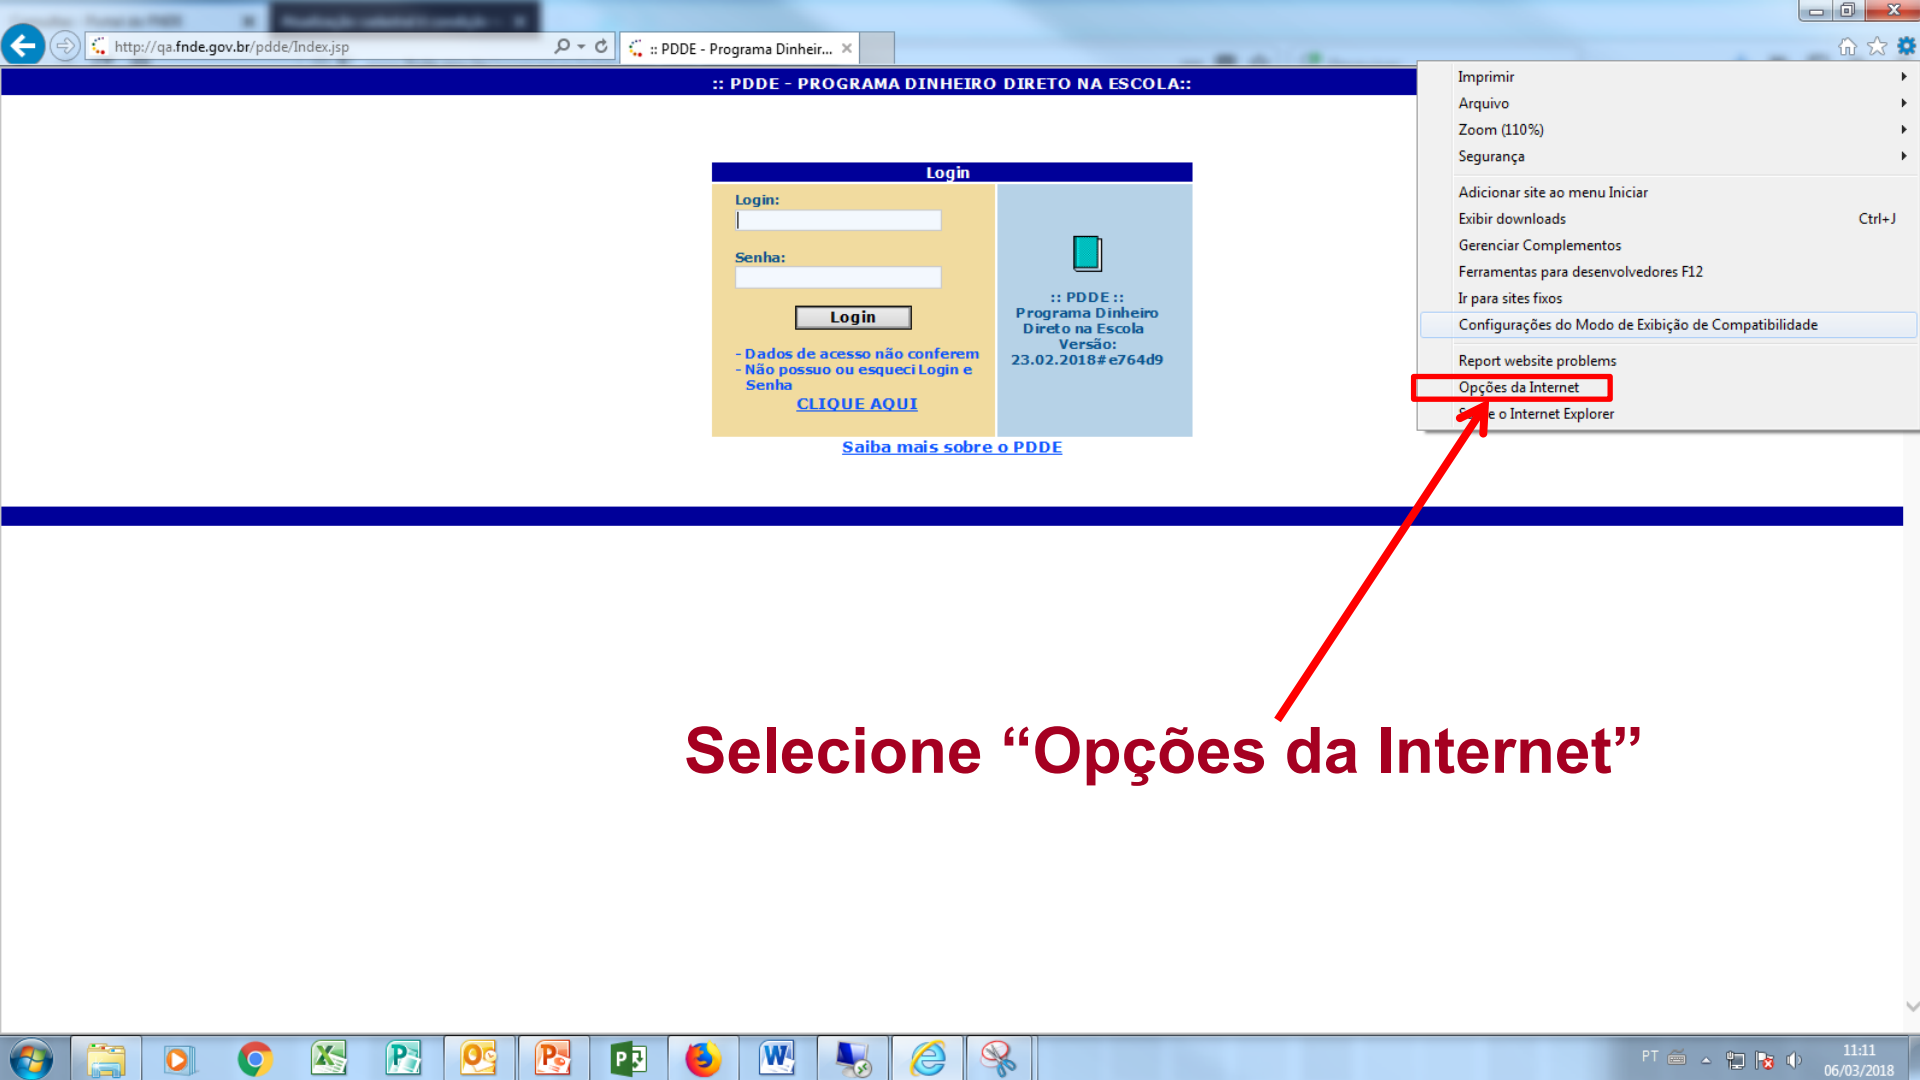 http://qa.fnde.gov.br/pdde/Index.jsp
:: PDDE - Programa Dinheir...
:: PDDE - PROGRAMA DINHEIRO DIRETO NA ESCOLA::
Imprimir
Arquivo
Zoom (110%)
Segurança
Adicionar site ao menu Iniciar
Exibir downloads Ctrl+J
Gerenciar Complementos
Ferramentas para desenvolvedores F12
Ir para sites fixos
Configurações do Modo de Exibição de Compatibilidade
Report website problems
Opções da Internet
o Internet Explorer
Login
Login:
Senha:
Login
- Dados de acesso não conferem
- Não possuo ou esqueci Login e
Senha
CLIQUE AQUI
:: PDDE ::
Programa Dinheiro
Direto na Escola
Versão:
23.02.2018#e764d9
Saiba mais sobre o PDDE
Selecione “Opções da Internet”
PT
11:11
06/03/2018